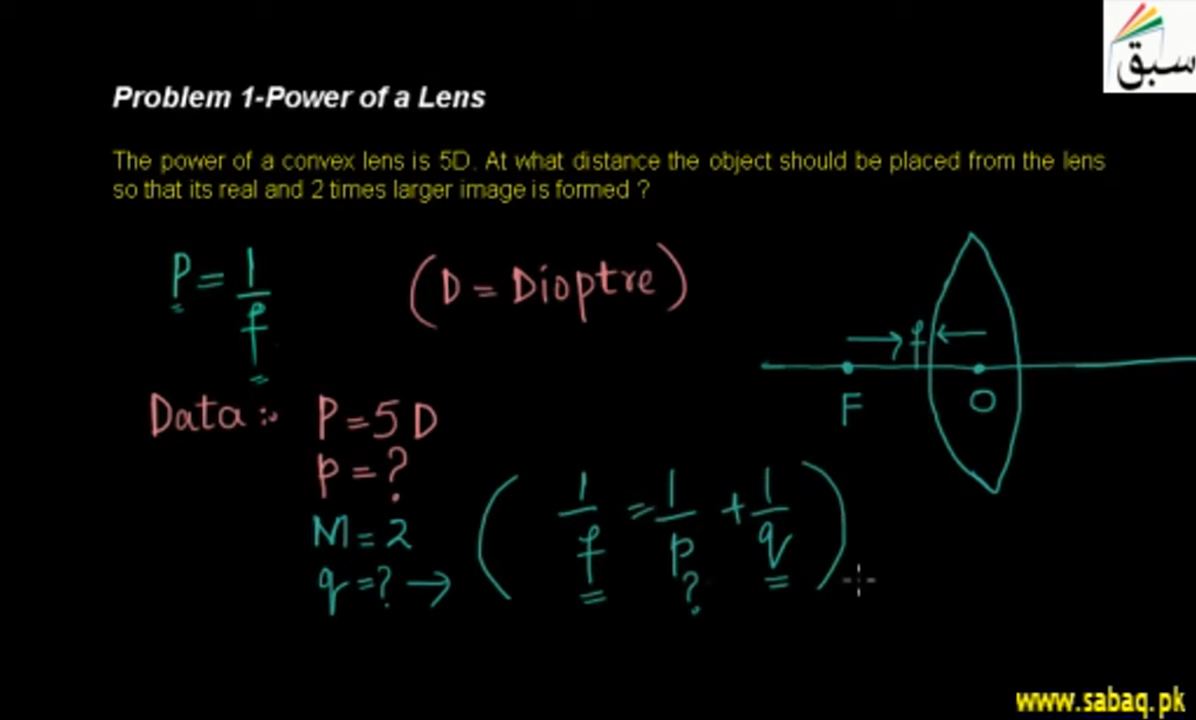 سبق
Problem 1-Power of a Lens
The power of a convex lens is 5D. At what distance the object should be placed from the lens
so that its real and 2 times larger image is formed ?
P = 1/f (D = Dioptre)
→ f ←
F O
Data :- P = 5 D
p = ?
M = 2
q = ? → ( 1/f = 1/p + 1/q )
?
www.sabaq.pk